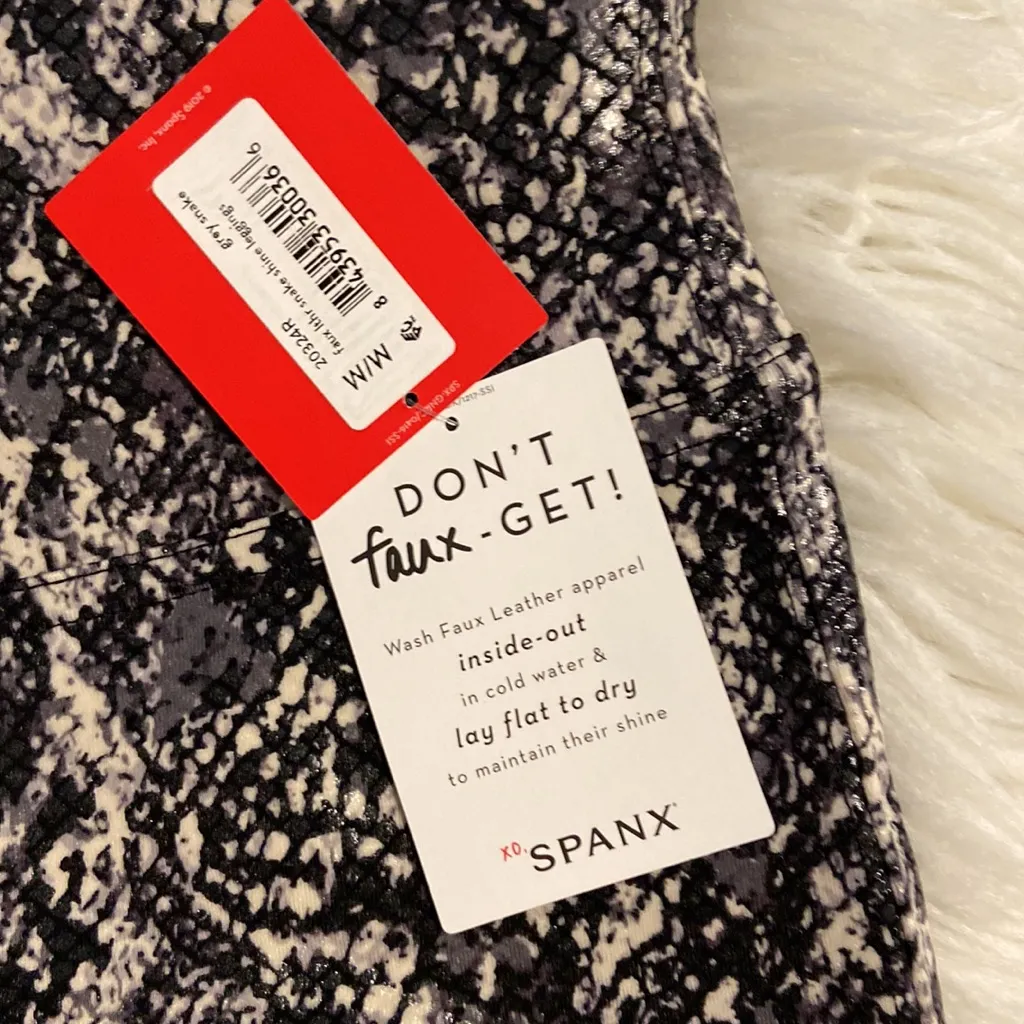 © 2019 Spanx, Inc.
M/M
20324R
faux lthr snake shine leggings
grey snake
8 43953 30036 6
DON'T
faux-GET!
Wash Faux Leather apparel
inside-out
in cold water &
lay flat to dry
to maintain their shine
xo, SPANX